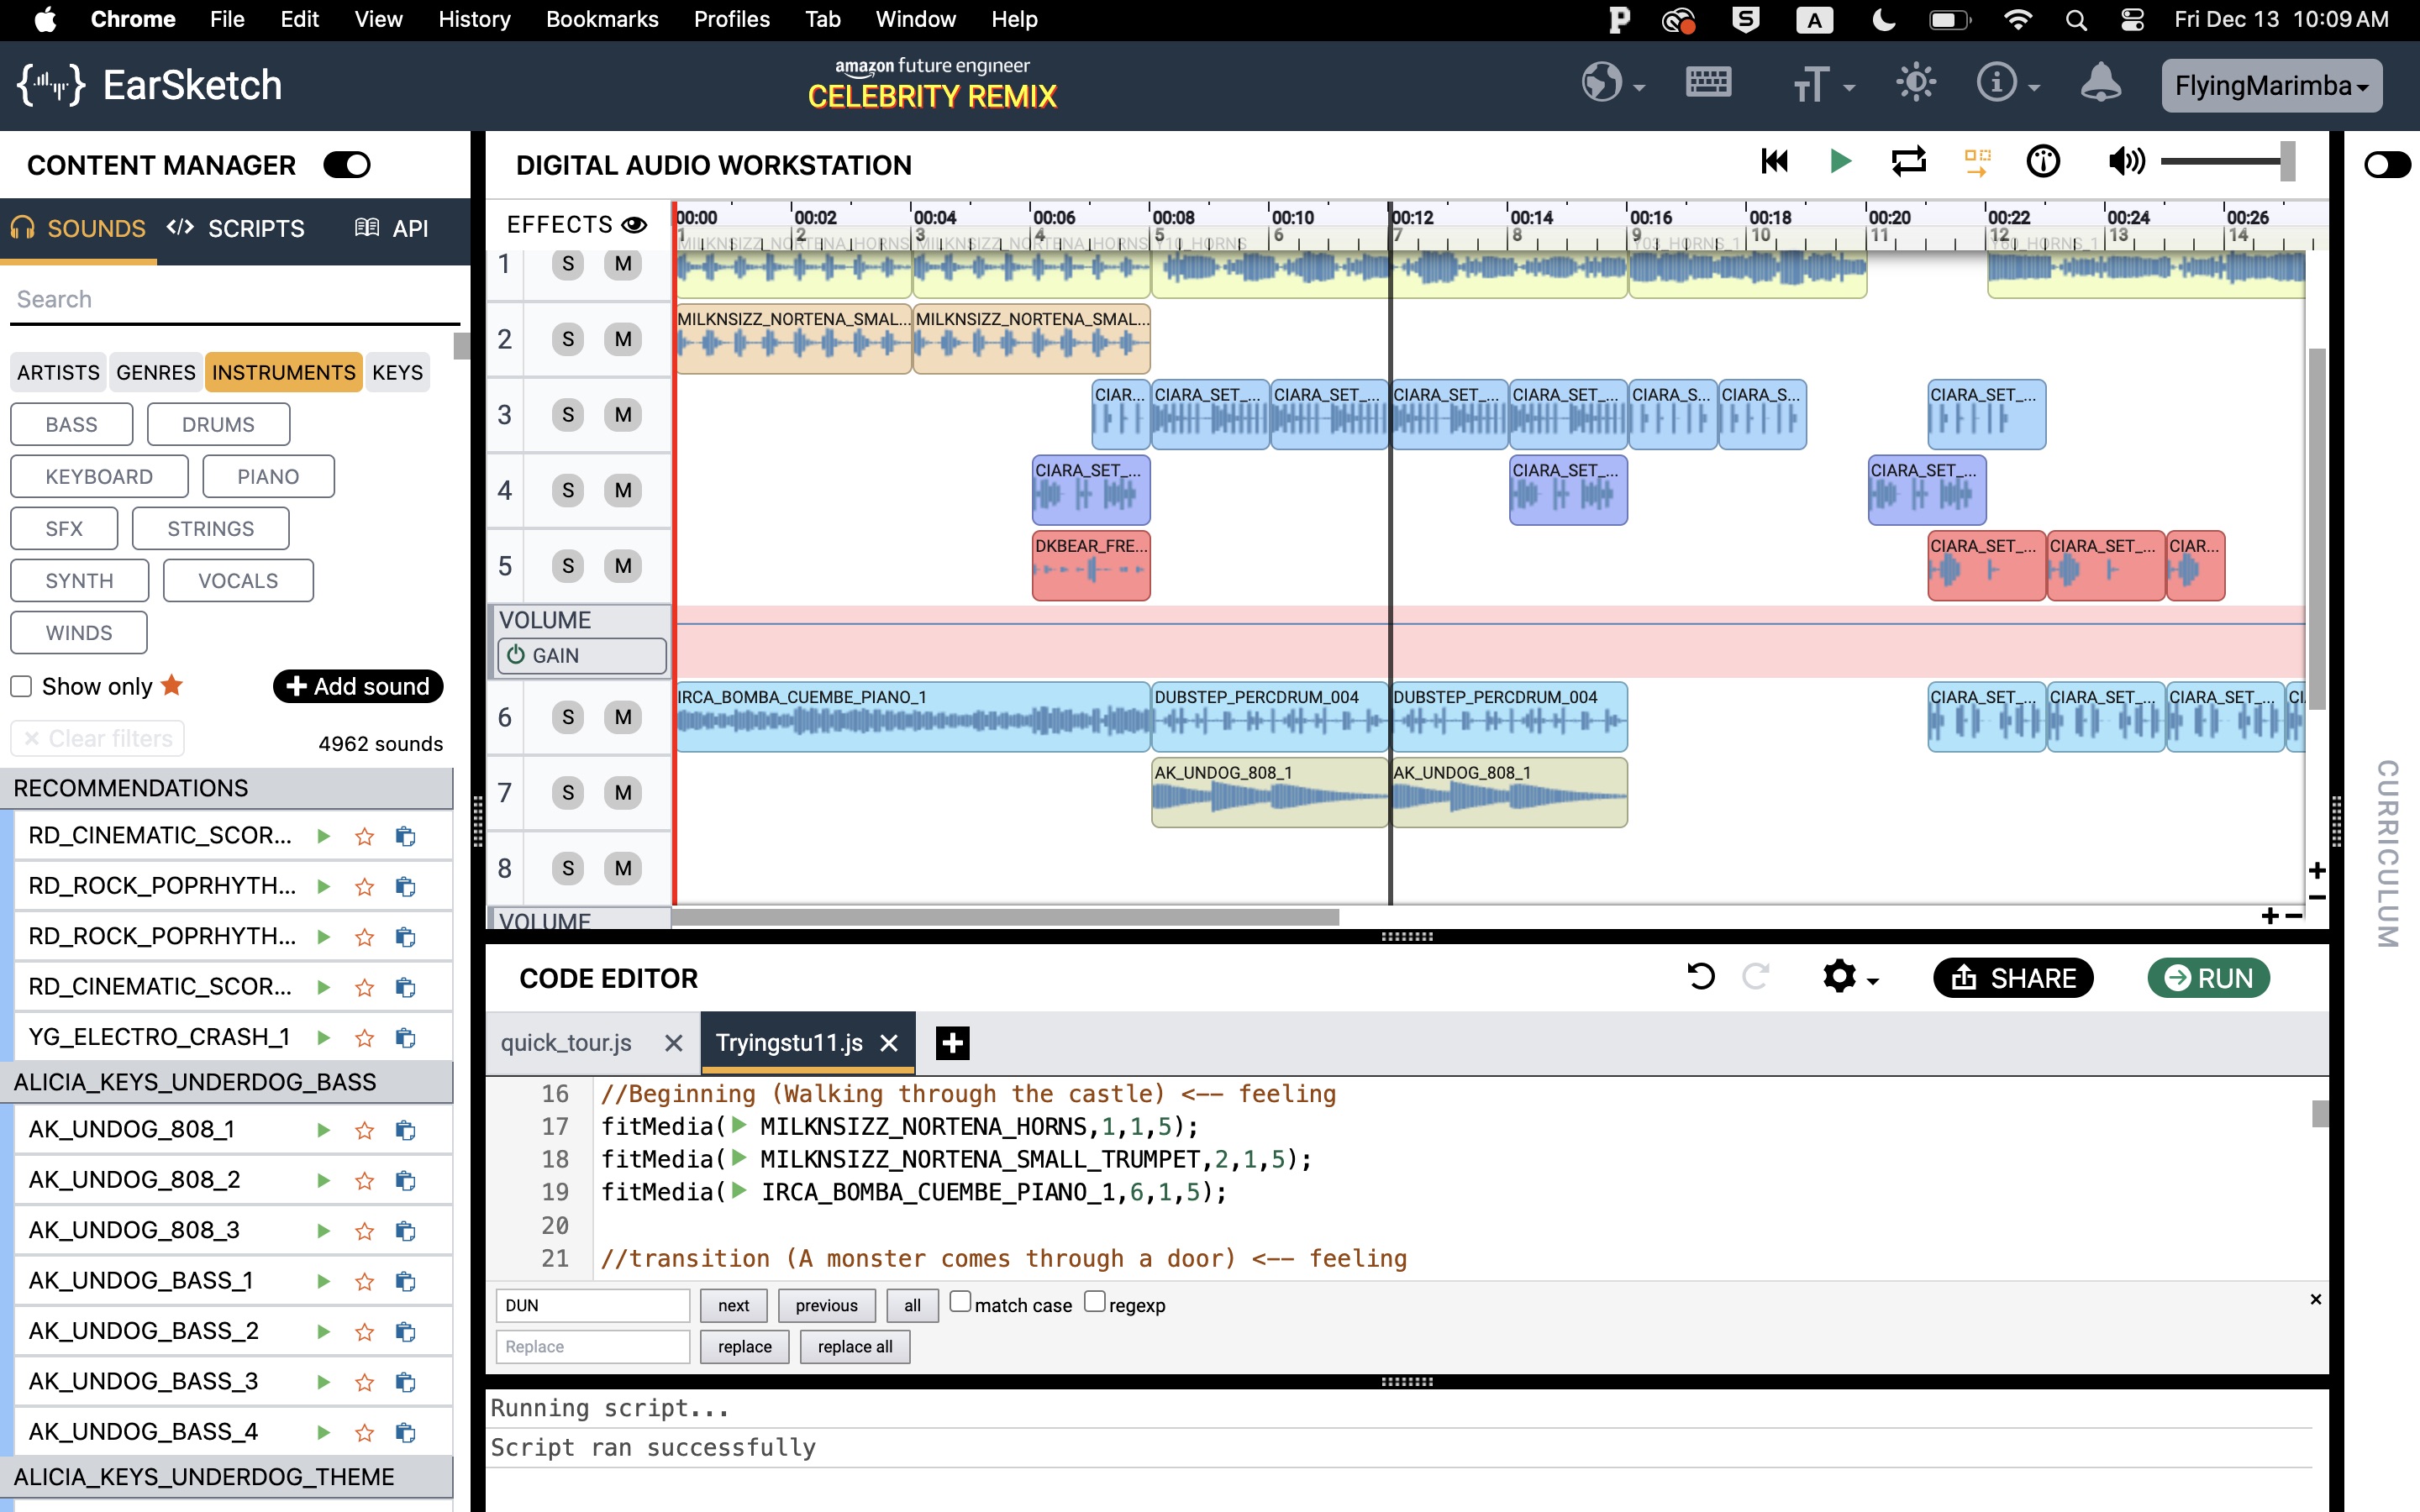 Chrome File Edit View History Bookmarks Profiles Tab Window Help A Fri Dec 13 10:09 AM
EarSketch
amazon future engineer
CELEBRITY REMIX
FlyingMarimba
CONTENT MANAGER
SOUNDS </> SCRIPTS API
Search
ARTISTS GENRES INSTRUMENTS KEYS
BASS DRUMS
KEYBOARD PIANO
SFX STRINGS
SYNTH VOCALS
WINDS
Show only + Add sound
× Clear filters 4962 sounds
RECOMMENDATIONS
RD_CINEMATIC_SCOR...
RD_ROCK_POPRHYTH...
RD_ROCK_POPRHYTH...
RD_CINEMATIC_SCOR...
YG_ELECTRO_CRASH_1
ALICIA_KEYS_UNDERDOG_BASS
AK_UNDOG_808_1
AK_UNDOG_808_2
AK_UNDOG_808_3
AK_UNDOG_BASS_1
AK_UNDOG_BASS_2
AK_UNDOG_BASS_3
AK_UNDOG_BASS_4
ALICIA_KEYS_UNDERDOG_THEME
DIGITAL AUDIO WORKSTATION
EFFECTS
00:00 00:02 00:04 00:06 00:08 00:10 00:12 00:14 00:16 00:18 00:20 00:22 00:24 00:26
1 2 3 4 5 6 7 8 9 10 11 12 13 14
1 S M MILKNSIZZ_NORTENA_HORNS MILKNSIZZ_NORTENA_HORNS
2 S M MILKNSIZZ_NORTENA_SMAL... MILKNSIZZ_NORTENA_SMAL...
3 S M CIAR... CIARA_SET_... CIARA_SET_... CIARA_SET_... CIARA_SET_... CIARA_S... CIARA_S... CIARA_SET_...
4 S M CIARA_SET_... CIARA_SET_... CIARA_SET_...
5 S M DKBEAR_FRE... CIARA_SET_... CIARA_SET_... CIAR...
VOLUME
GAIN
6 S M IRCA_BOMBA_CUEMBE_PIANO_1 DUBSTEP_PERCDRUM_004 DUBSTEP_PERCDRUM_004 CIARA_SET_... CIARA_SET_... CIARA_SET_... CI
7 S M AK_UNDOG_808_1 AK_UNDOG_808_1
8 S M
VOLUME
CODE EDITOR
SHARE RUN
quick_tour.js Tryingstu11.js
16 //Beginning (Walking through the castle) <-- feeling
17 fitMedia( MILKNSIZZ_NORTENA_HORNS,1,1,5);
18 fitMedia( MILKNSIZZ_NORTENA_SMALL_TRUMPET,2,1,5);
19 fitMedia( IRCA_BOMBA_CUEMBE_PIANO_1,6,1,5);
20
21 //transition (A monster comes through a door) <-- feeling
DUN next previous all match case regexp ×
Replace replace replace all
Running script...
Script ran successfully
CURRICULUM